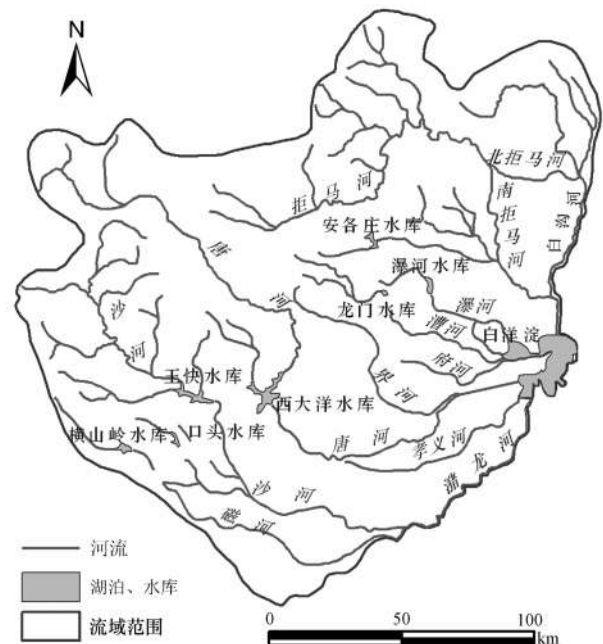 N
北拒马河
拒马河
南拒马河
白沟河
安各庄水库
唐河
瀑河水库
沙河
龙门水库
瀑河
漕河
白洋淀
府河
界河
王快水库
西大洋水库
横山岭水库
口头水库
唐河
孝义河
潴龙河
沙河
磁河
河流
湖泊、水库
流域范围
0 50 100
km